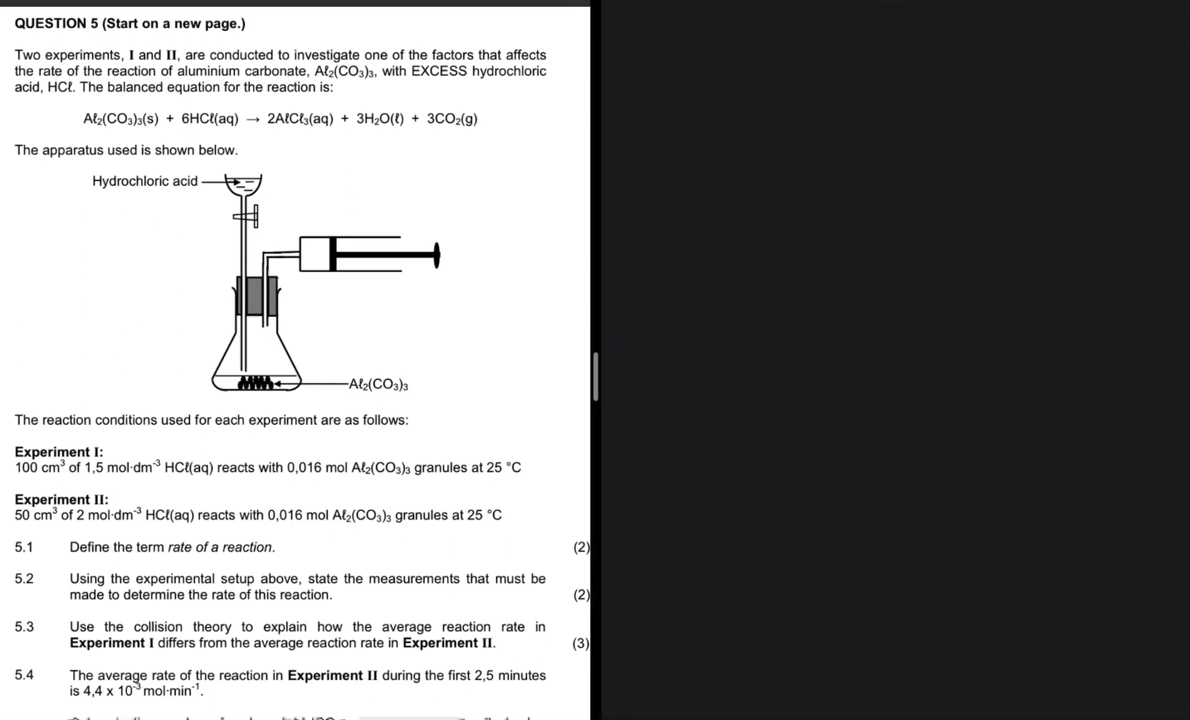 QUESTION 5 (Start on a new page.)
Two experiments, I and II, are conducted to investigate one of the factors that affects
the rate of the reaction of aluminium carbonate, Aℓ₂(CO₃)₃, with EXCESS hydrochloric
acid, HCℓ. The balanced equation for the reaction is:
Aℓ₂(CO₃)₃(s) + 6HCℓ(aq) → 2AℓCℓ₃(aq) + 3H₂O(ℓ) + 3CO₂(g)
The apparatus used is shown below.
Hydrochloric acid
Aℓ₂(CO₃)₃
The reaction conditions used for each experiment are as follows:
Experiment I:
100 cm³ of 1,5 mol·dm⁻³ HCℓ(aq) reacts with 0,016 mol Aℓ₂(CO₃)₃ granules at 25 °C
Experiment II:
50 cm³ of 2 mol·dm⁻³ HCℓ(aq) reacts with 0,016 mol Aℓ₂(CO₃)₃ granules at 25 °C
5.1 Define the term rate of a reaction. (2)
5.2 Using the experimental setup above, state the measurements that must be
made to determine the rate of this reaction. (2)
5.3 Use the collision theory to explain how the average reaction rate in
Experiment I differs from the average reaction rate in Experiment II. (3)
5.4 The average rate of the reaction in Experiment II during the first 2,5 minutes
is 4,4 x 10⁻³ mol·min⁻¹.